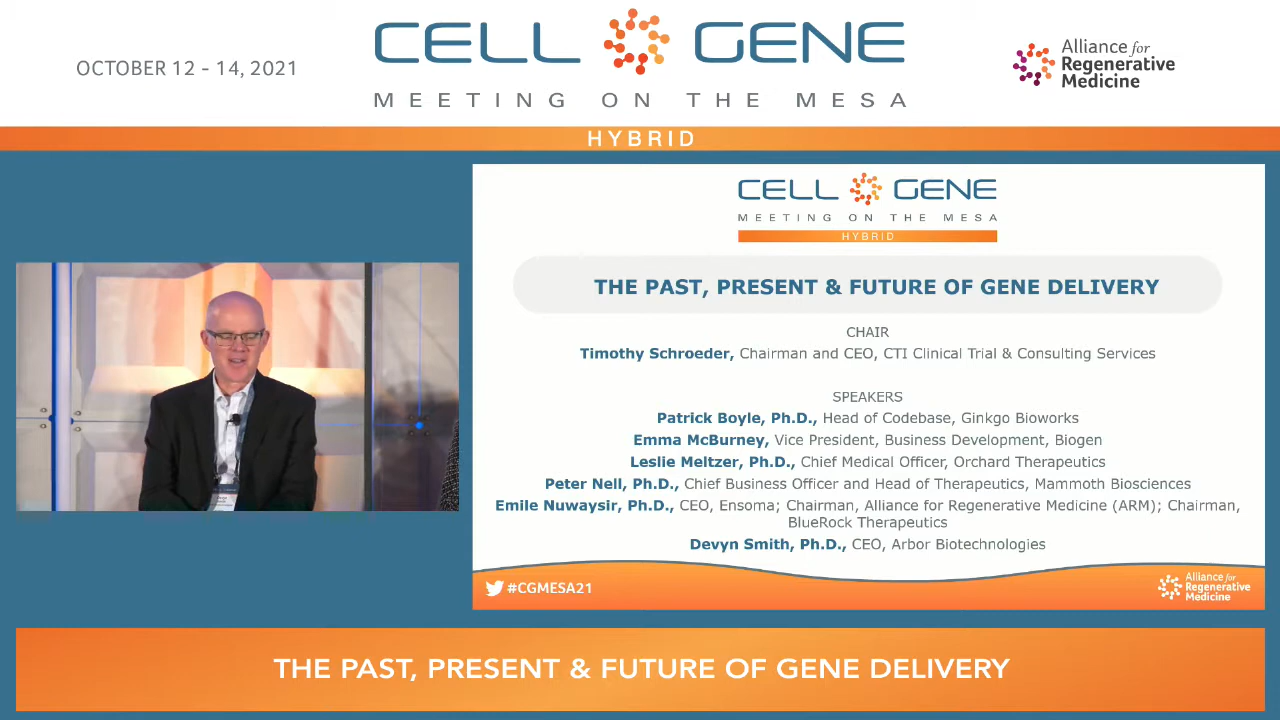 OCTOBER 12 - 14, 2021
CELL GENE
MEETING ON THE MESA
Alliance for
Regenerative
Medicine
HYBRID
CELL GENE
MEETING ON THE MESA
HYBRID
THE PAST, PRESENT & FUTURE OF GENE DELIVERY
CHAIR
Timothy Schroeder, Chairman and CEO, CTI Clinical Trial & Consulting Services
SPEAKERS
Patrick Boyle, Ph.D., Head of Codebase, Ginkgo Bioworks
Emma McBurney, Vice President, Business Development, Biogen
Leslie Meltzer, Ph.D., Chief Medical Officer, Orchard Therapeutics
Peter Nell, Ph.D., Chief Business Officer and Head of Therapeutics, Mammoth Biosciences
Emile Nuwaysir, Ph.D., CEO, Ensoma; Chairman, Alliance for Regenerative Medicine (ARM); Chairman,
BlueRock Therapeutics
Devyn Smith, Ph.D., CEO, Arbor Biotechnologies
#CGMESA21
Alliance for
Regenerative
Medicine
THE PAST, PRESENT & FUTURE OF GENE DELIVERY